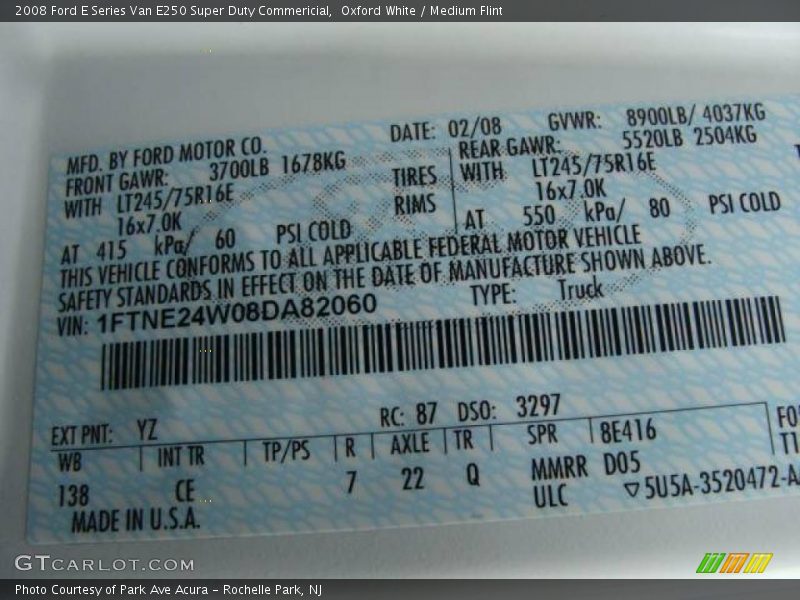 2008 Ford E Series Van E250 Super Duty Commericial,  Oxford White / Medium Flint
MFD. BY FORD MOTOR CO. DATE: 02/08 GVWR: 8900LB/ 4037KG
FRONT GAWR: 3700LB 1678KG REAR GAWR: 5520LB 2504KG
WITH LT245/75R16E TIRES WITH LT245/75R16E
16x7.0K RIMS 16x7.0K
AT 415 kPa/ 60 PSI COLD AT 550 kPa/ 80 PSI COLD
THIS VEHICLE CONFORMS TO ALL APPLICABLE FEDERAL MOTOR VEHICLE
SAFETY STANDARDS IN EFFECT ON THE DATE OF MANUFACTURE SHOWN ABOVE.
VIN: 1FTNE24W08DA82060 TYPE: Truck
EXT PNT: YZ RC: 87 DSO: 3297
WB INT TR TP/PS R AXLE TR SPR 8E416
138 CE 7 22 Q MMRR D05
MADE IN U.S.A. ULC ▽5U5A-3520472-A
GTCARLOT.COM
Photo Courtesy of Park Ave Acura – Rochelle Park, NJ